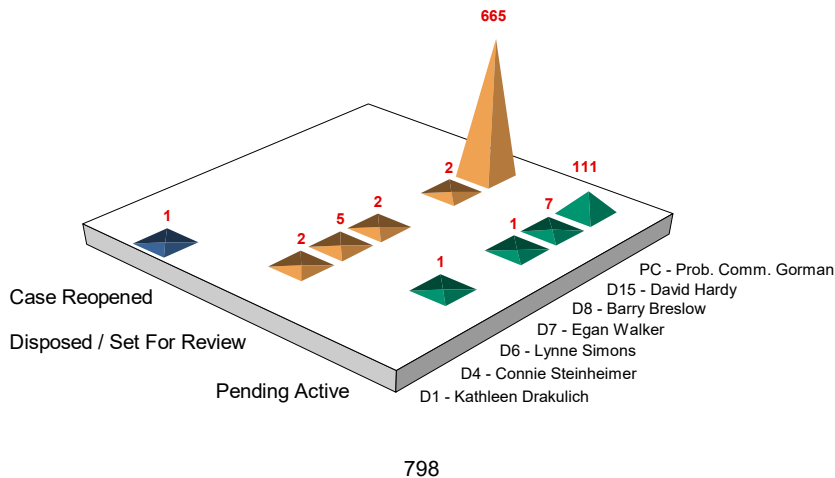 665
111
2
7
1
2
5
1
2
1
PC - Prob. Comm. Gorman
D15 - David Hardy
Case Reopened
D8 - Barry Breslow
D7 - Egan Walker
Disposed / Set For Review
D6 - Lynne Simons
D4 - Connie Steinheimer
Pending Active
D1 - Kathleen Drakulich
798